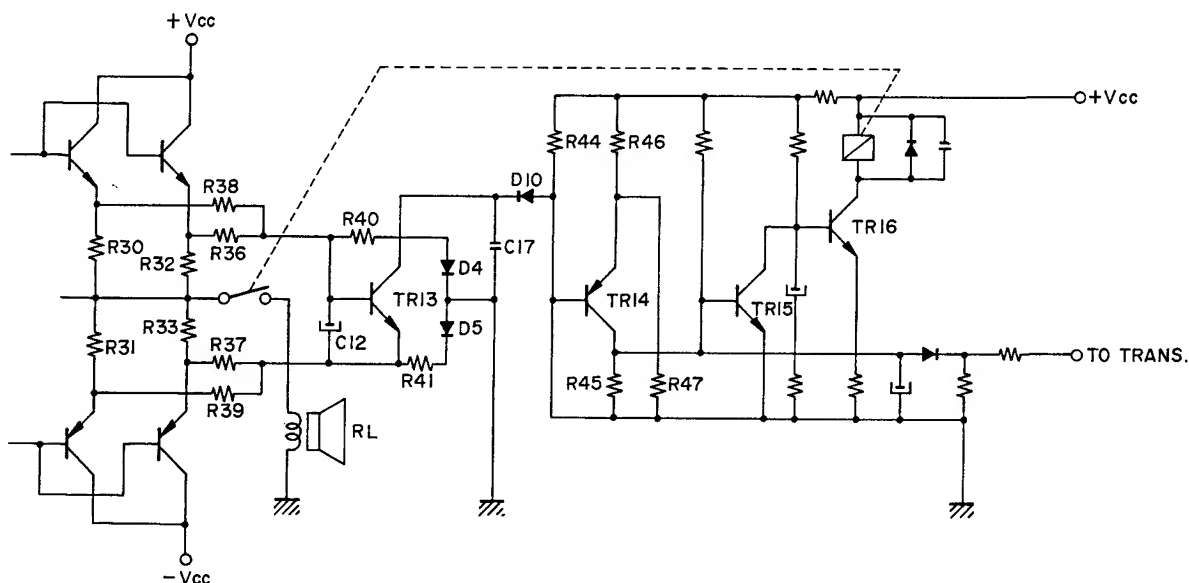 +Vcc
R38
R36
R30
R32
R40
D4
TR13
C17
D10
R44
R46
+Vcc
TR16
TR14
TR15
R31
R33
R37
R39
C12
D5
R41
R45
R47
TO TRANS.
RL
-Vcc